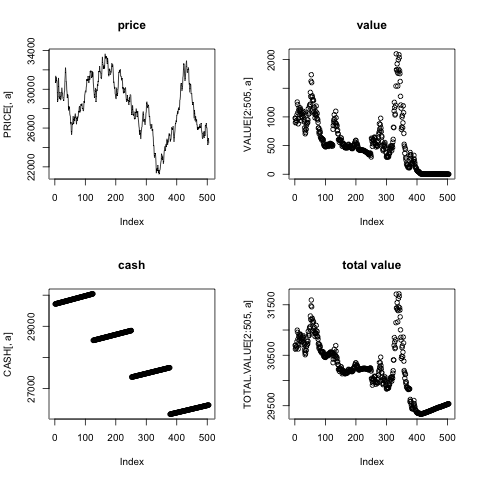 price
PRICE[, a]
22000 26000 30000 34000
0 100 200 300 400 500
Index
value
VALUE[2:505, a]
0 500 1000 2000
0 100 200 300 400 500
Index
cash
CASH[, a]
27000 29000
0 100 200 300 400 500
Index
total value
TOTAL.VALUE[2:505, a]
29500 30500 31500
0 100 200 300 400 500
Index